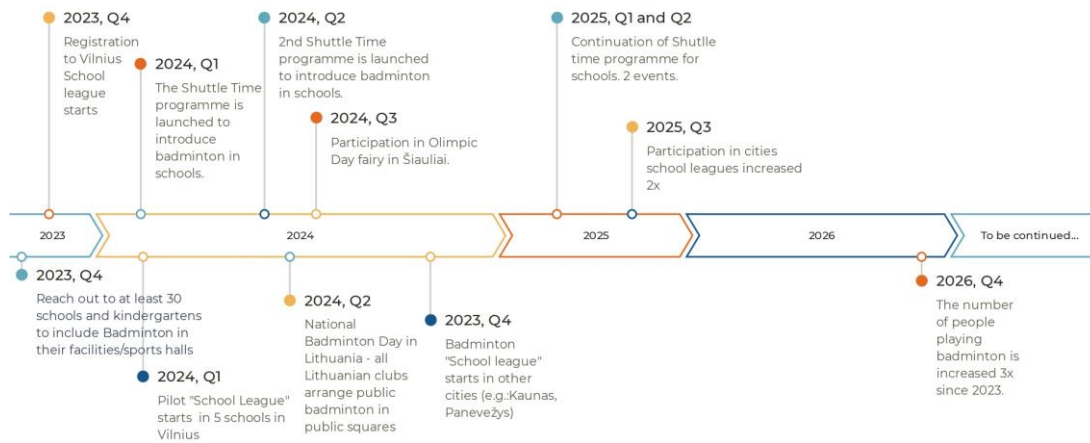 2023, Q4
Registration
to Vilnius
School
league
starts
2024, Q1
The Shuttle Time
programme is
launched to
introduce
badminton in
schools.
2024, Q2
2nd Shuttle Time
programme is launched
to introduce badminton
in schools.
2024, Q3
Participation in Olimpic
Day fairy in Šiauliai.
2025, Q1 and Q2
Continuation of Shutlle
time programme for
schools. 2 events.
2025, Q3
Participation in cities
school leagues increased
2x
2023
2024
2025
2026
To be continued...
2023, Q4
Reach out to at least 30
schools and kindergartens
to include Badminton in
their facilities/sports halls
2024, Q1
Pilot "School League"
starts in 5 schools in
Vilnius
2024, Q2
National
Badminton Day in
Lithuania - all
Lithuanian clubs
arrange public
badminton in
public squares
2023, Q4
Badminton
"School league"
starts in other
cities (e.g.:Kaunas,
Panevežys)
2026, Q4
The number
of people
playing
badminton is
increased 3x
since 2023.